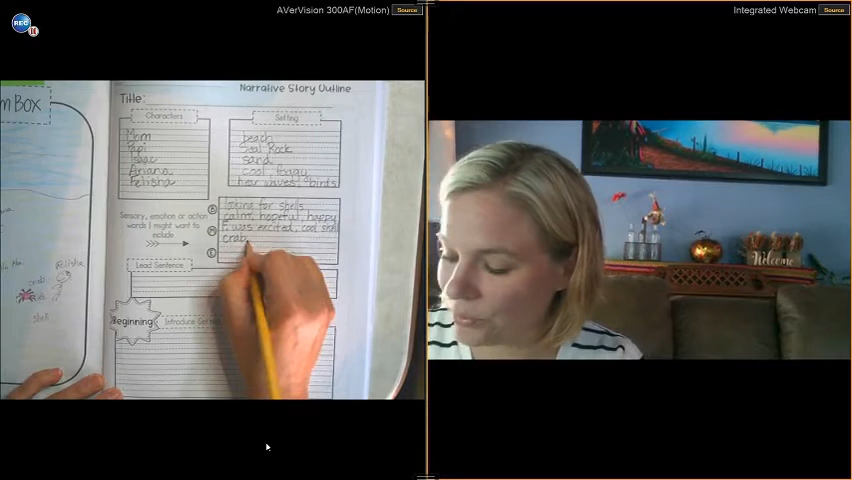 AVerVision 300AF(Motion) Source
Integrated Webcam Source
REC
m Box
Narrative Story Outline
Title:
Characters
Setting
Mom
Papi
Isaac
Ariana
Felisha
beach
Seal Rock
sand
cool, foggy
hear waves, birds
Sensory, emotion or action
words I might want to
include
B
looking for shells
calm, hopeful, happy
M
F. was excited, cool shell
crab
E
Lead Sentence
Beginning
Introduce Set
shell
Welcome